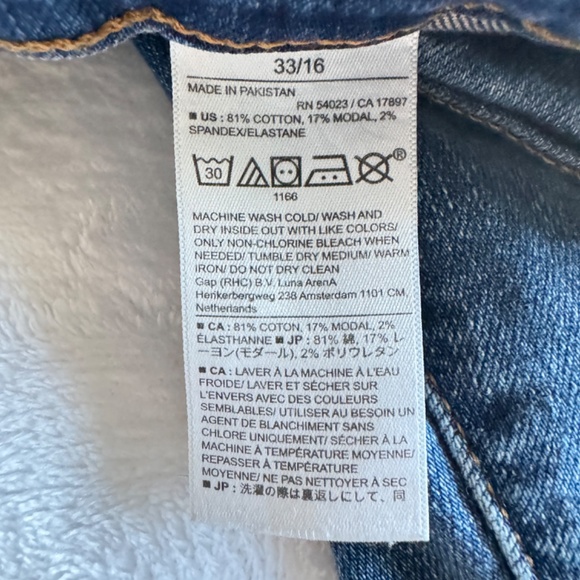 33/16
MADE IN PAKISTAN
RN 54023 / CA 17897
■ US : 81% COTTON, 17% MODAL, 2%
SPANDEX/ELASTANE
30
®
1166
MACHINE WASH COLD/ WASH AND
DRY INSIDE OUT WITH LIKE COLORS/
ONLY NON-CHLORINE BLEACH WHEN
NEEDED/ TUMBLE DRY MEDIUM/ WARM
IRON/ DO NOT DRY CLEAN
Gap (RHC) B.V. Luna ArenA
Herikerbergweg 238 Amsterdam 1101 CM,
Netherlands
■ CA : 81% COTON, 17% MODAL, 2%
ÉLASTHANNE ■ JP : 81% 綿, 17% レ
ーヨン(モダール), 2% ポリウレタン
■ CA : LAVER À LA MACHINE À L'EAU
FROIDE/ LAVER ET SÉCHER SUR
L'ENVERS AVEC DES COULEURS
SEMBLABLES/ UTILISER AU BESOIN UN
AGENT DE BLANCHIMENT SANS
CHLORE UNIQUEMENT/ SÉCHER À LA
MACHINE À TEMPÉRATURE MOYENNE/
REPASSER À TEMPÉRATURE
MOYENNE/ NE PAS NETTOYER À SEC
■ JP : 洗濯の際は裏返しにして、同